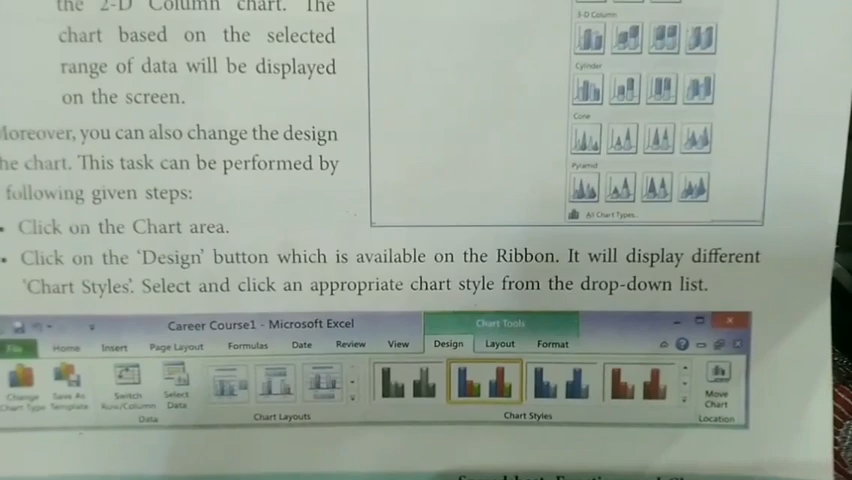 the 2-D Column chart. The
chart based on the selected
range of data will be displayed
on the screen.
Moreover, you can also change the design
he chart. This task can be performed by
following given steps:
• Click on the Chart area.
• Click on the 'Design' button which is available on the Ribbon. It will display different
'Chart Styles'. Select and click an appropriate chart style from the drop-down list.
3-D Column
Cylinder
Cone
Pyramid
All Chart Types...
Career Course1 - Microsoft Excel
Chart Tools
File Home Insert Page Layout Formulas Date Review View Design Layout Format
Change Chart Type
Save As Template
Switch Row/Column
Select Data
Data
Chart Layouts
Chart Styles
Move Chart
Location